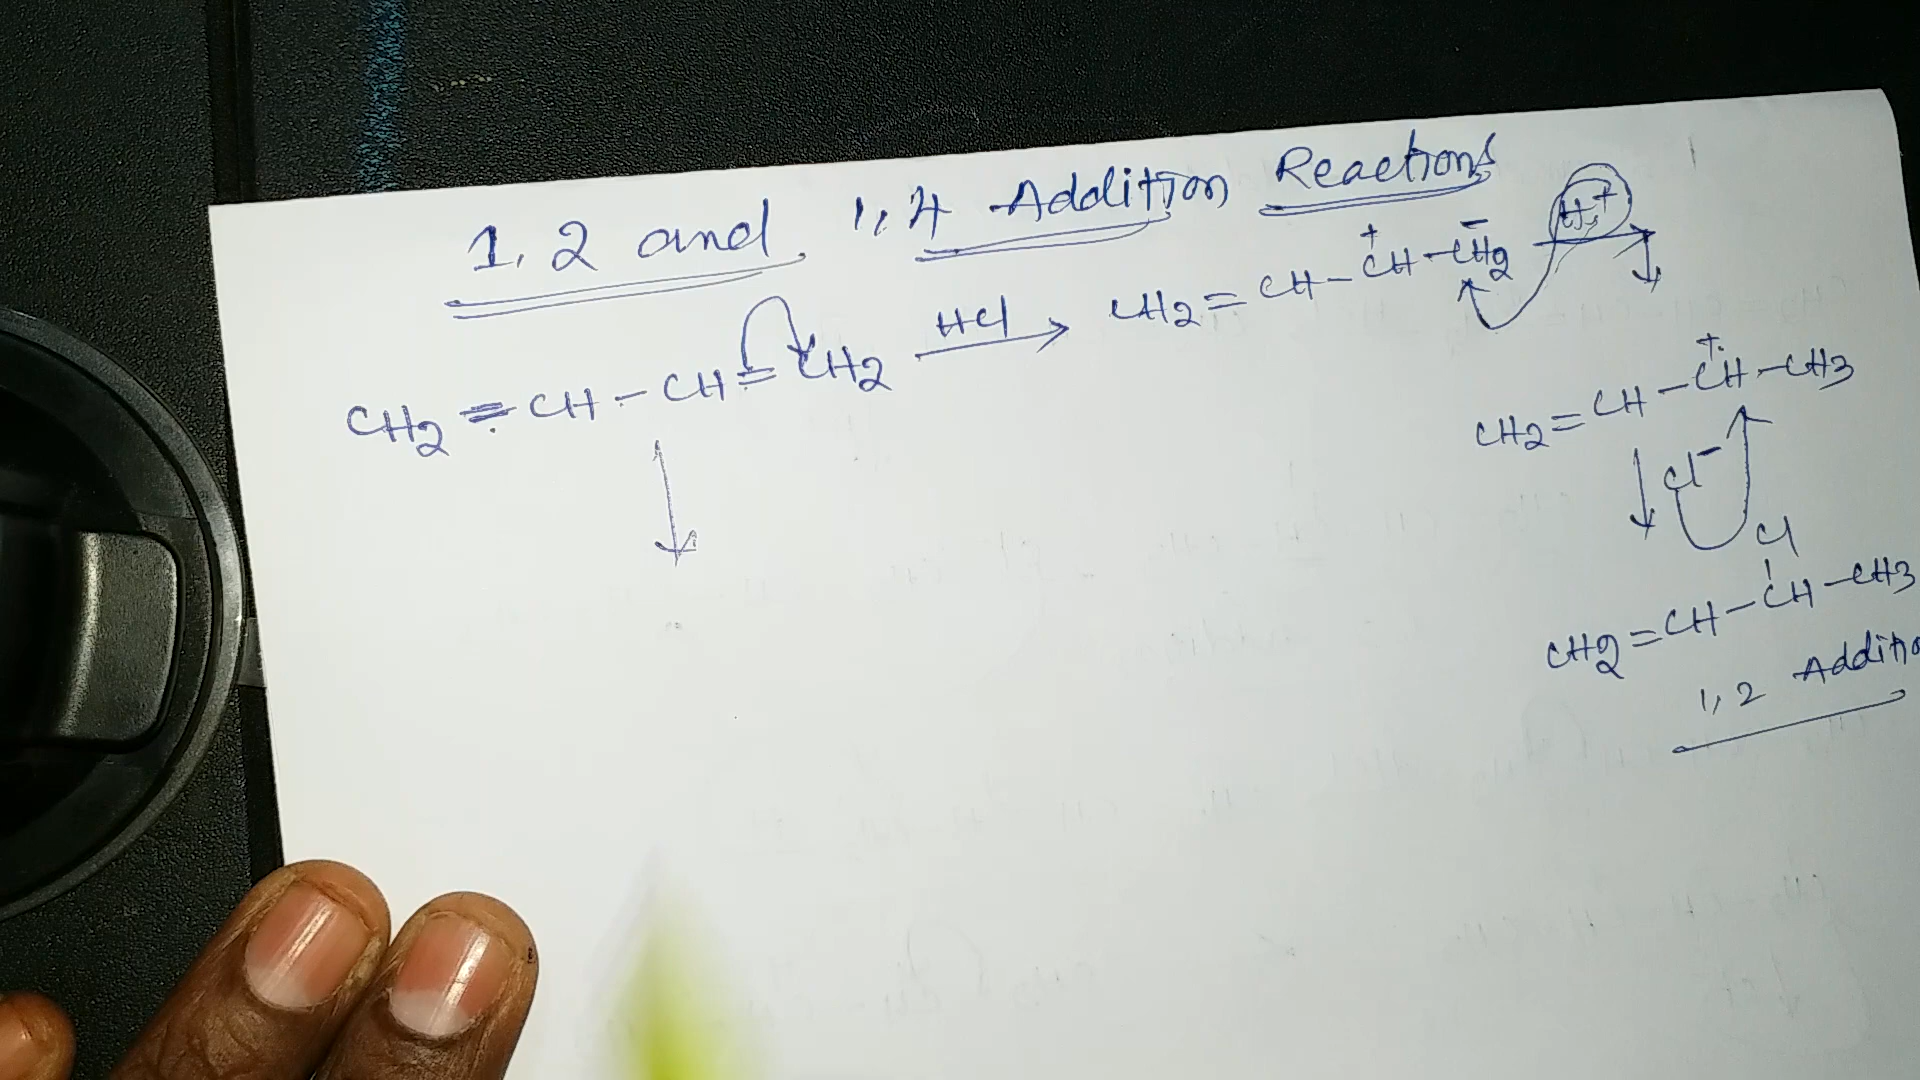 1, 2 and 1,4 Addition Reactions
CH2 = CH - CH = CH2 HCl → CH2 = CH - C⁺H - C⁻H2 H⁺ →
CH2 = CH - C⁺H - CH3
Cl⁻
Cl
CH2 = CH - CH - CH3
1,2 Additio